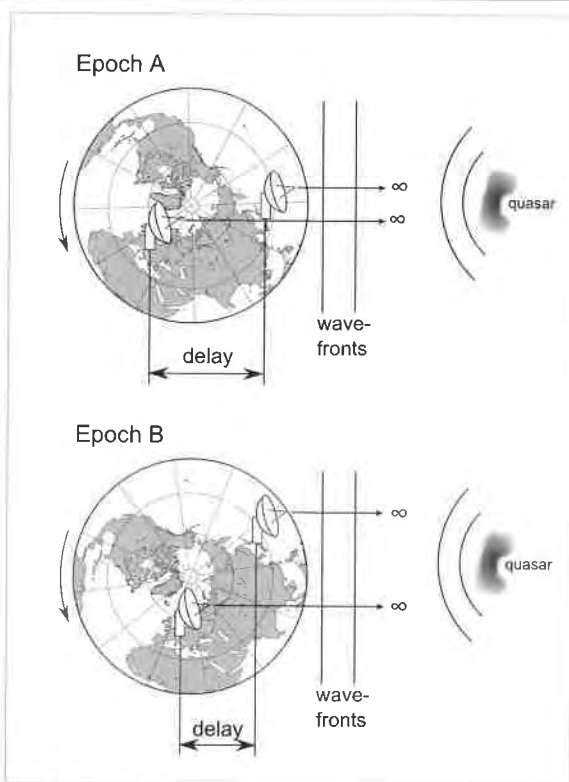 Epoch A
∞
∞
quasar
wave-
fronts
delay
Epoch B
∞
quasar
∞
wave-
fronts
delay